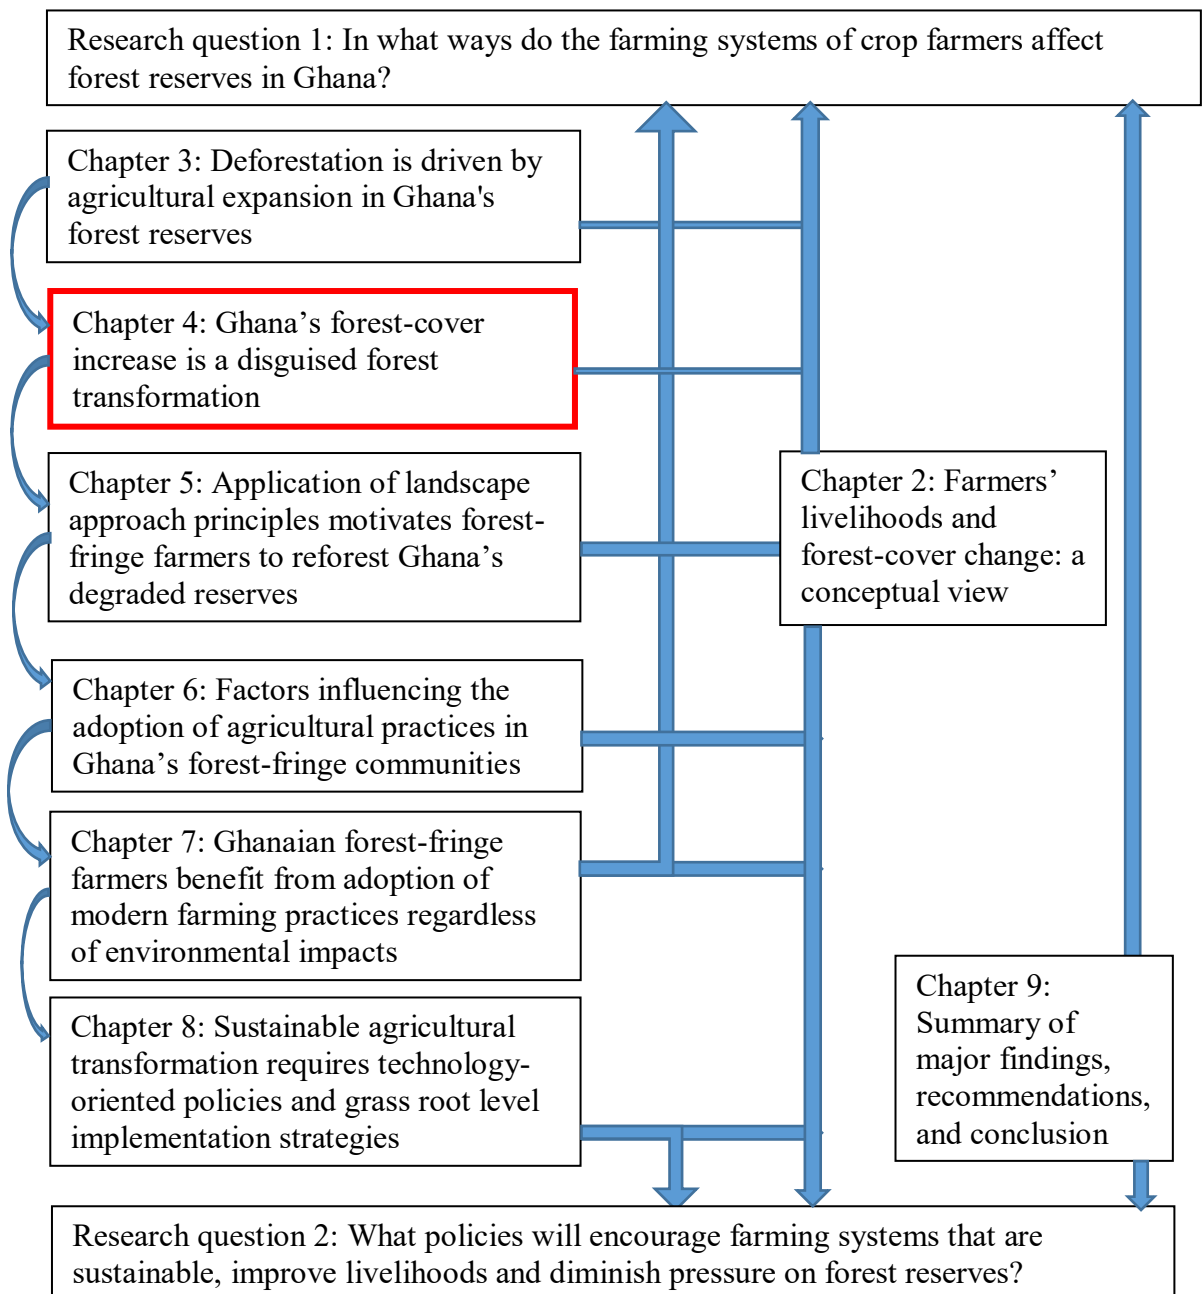 Research question 1: In what ways do the farming systems of crop farmers affect
forest reserves in Ghana?
Chapter 3: Deforestation is driven by
agricultural expansion in Ghana's
forest reserves
Chapter 4: Ghana’s forest-cover
increase is a disguised forest
transformation
Chapter 5: Application of landscape
approach principles motivates forest-
fringe farmers to reforest Ghana’s
degraded reserves
Chapter 2: Farmers’
livelihoods and
forest-cover change: a
conceptual view
Chapter 6: Factors influencing the
adoption of agricultural practices in
Ghana’s forest-fringe communities
Chapter 7: Ghanaian forest-fringe
farmers benefit from adoption of
modern farming practices regardless
of environmental impacts
Chapter 8: Sustainable agricultural
transformation requires technology-
oriented policies and grass root level
implementation strategies
Chapter 9:
Summary of
major findings,
recommendations,
and conclusion
Research question 2: What policies will encourage farming systems that are
sustainable, improve livelihoods and diminish pressure on forest reserves?